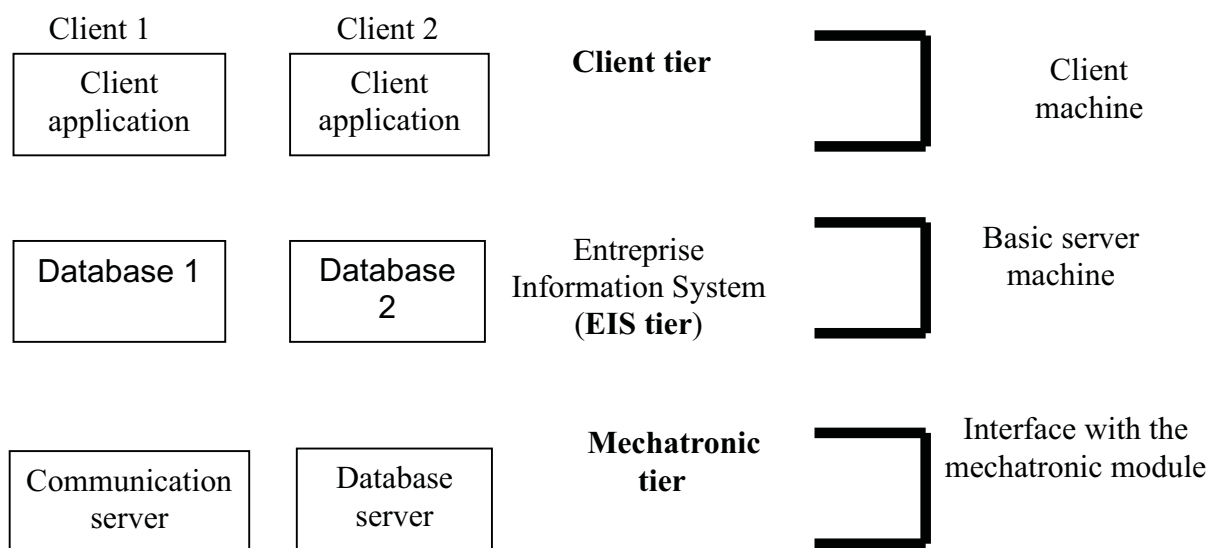 Client 1
Client 2
Client
application
Client
application
Client tier
Client
machine
Database 1
Database
2
Entreprise
Information System
(EIS tier)
Basic server
machine
Communication
server
Database
server
Mechatronic
tier
Interface with the
mechatronic module